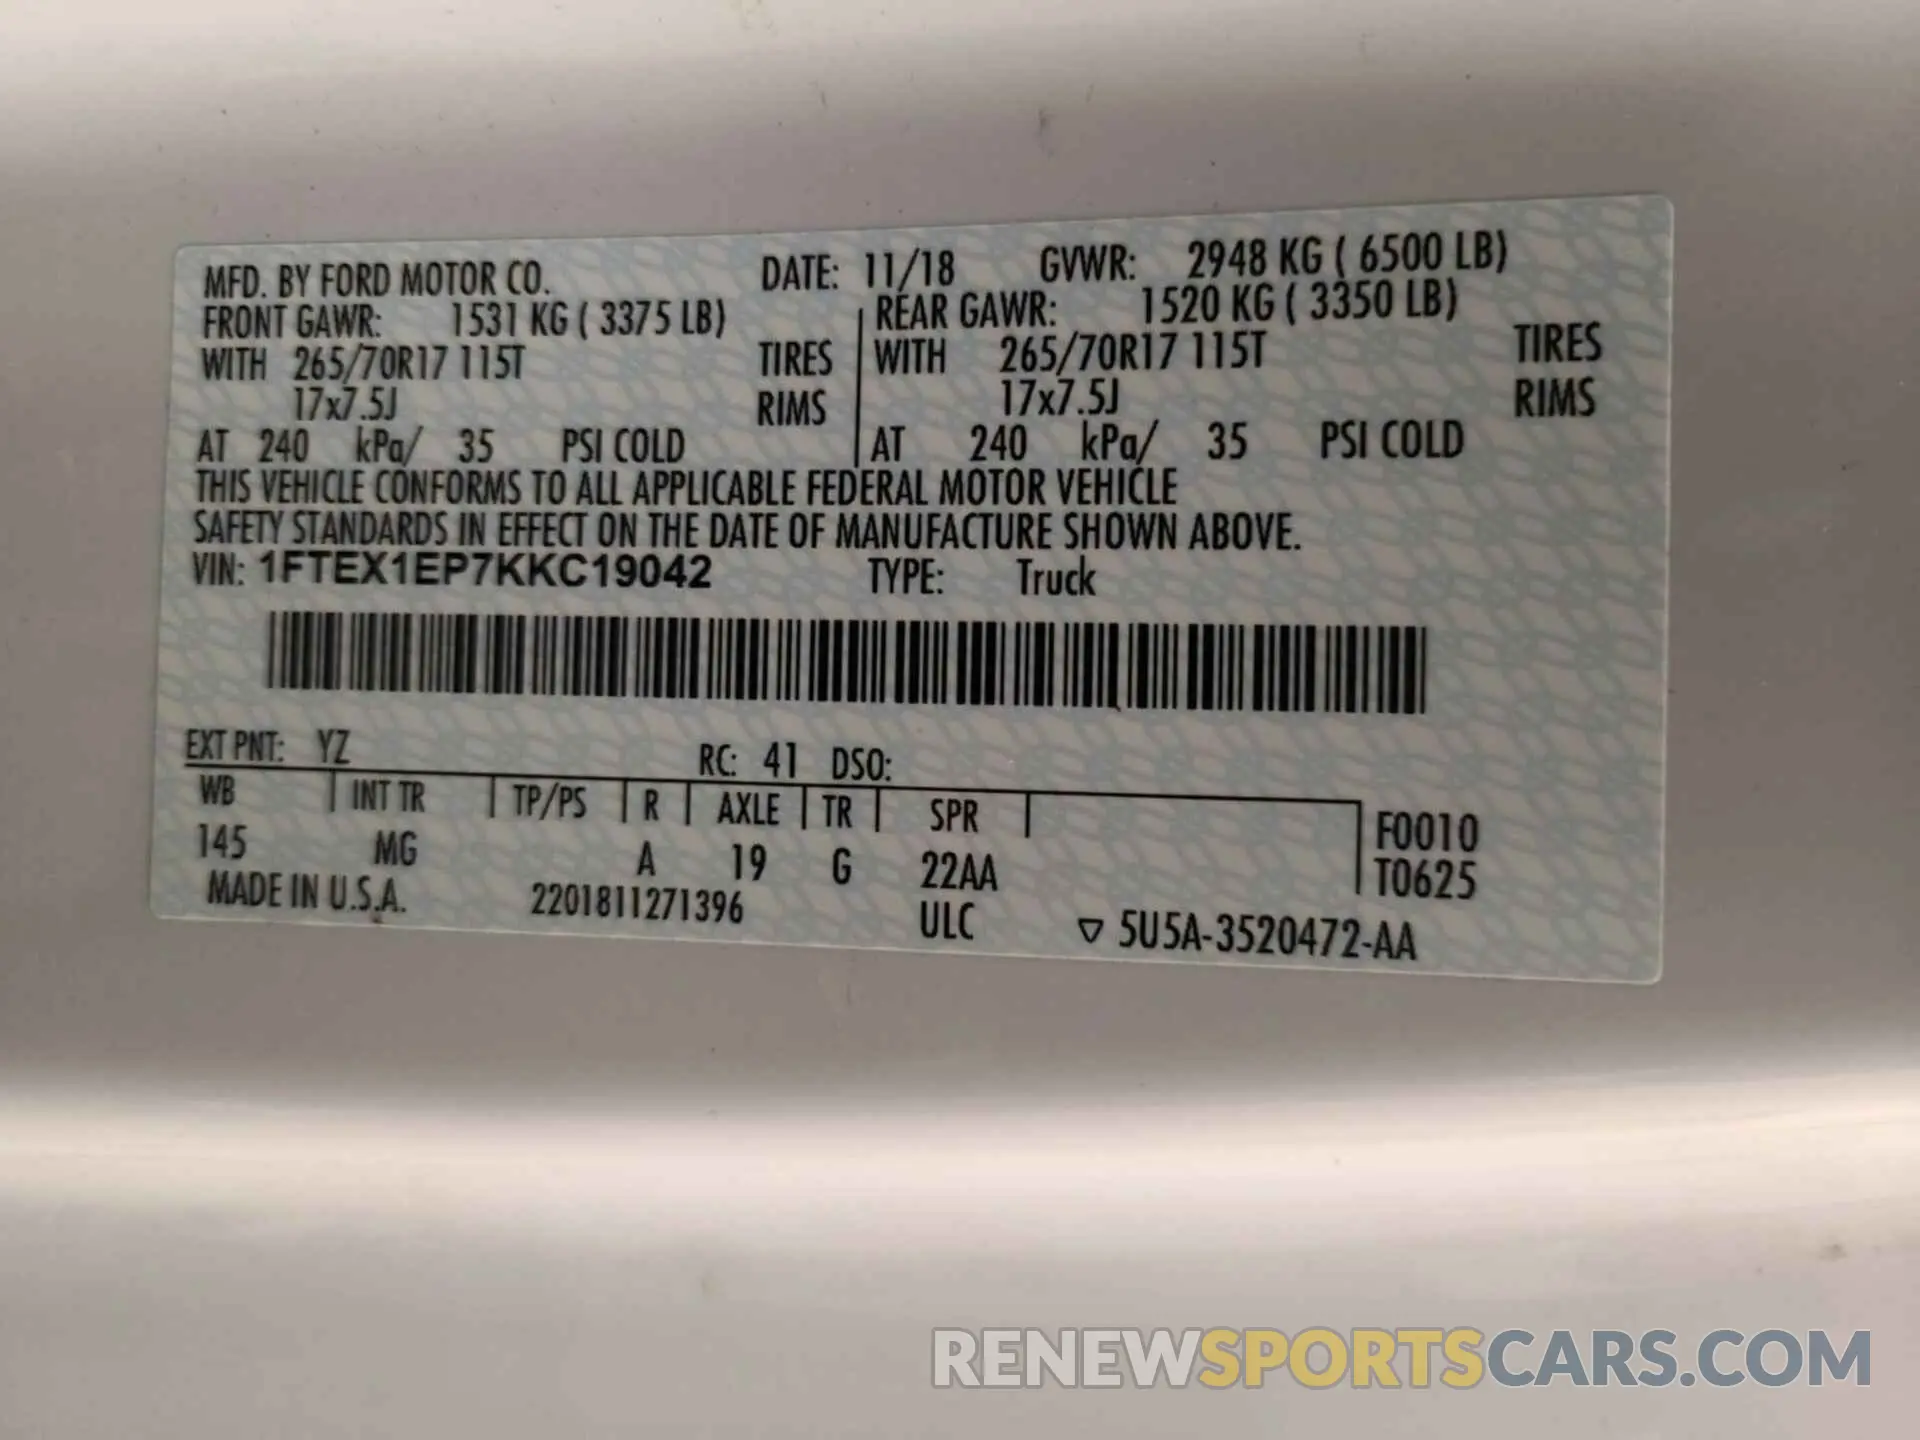 MFD. BY FORD MOTOR CO. DATE: 11/18 GVWR: 2948 KG ( 6500 LB)
FRONT GAWR: 1531 KG ( 3375 LB) REAR GAWR: 1520 KG ( 3350 LB)
WITH 265/70R17 115T TIRES WITH 265/70R17 115T TIRES
17x7.5J RIMS 17x7.5J RIMS
AT 240 kPa/ 35 PSI COLD AT 240 kPa/ 35 PSI COLD
THIS VEHICLE CONFORMS TO ALL APPLICABLE FEDERAL MOTOR VEHICLE
SAFETY STANDARDS IN EFFECT ON THE DATE OF MANUFACTURE SHOWN ABOVE.
VIN: 1FTEX1EP7KKC19042 TYPE: Truck
EXT PNT: YZ RC: 41 DSO:
WB INT TR TP/PS R AXLE TR SPR F0010
145 MG A 19 G 22AA T0625
MADE IN U.S.A. 2201811271396 ULC ▽ 5U5A-3520472-AA
RENEWSPORTSCARS.COM